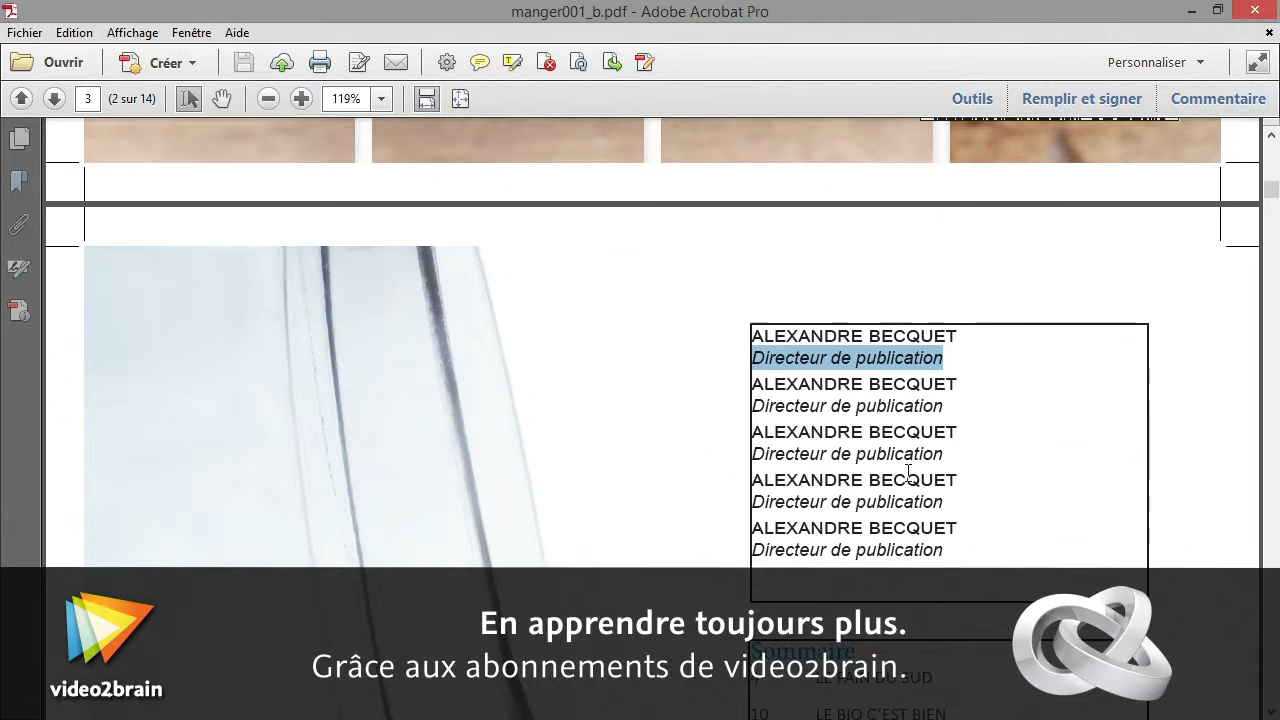 manger001_b.pdf - Adobe Acrobat Pro
Fichier Edition Affichage Fenêtre Aide
Ouvrir Créer Personnaliser
3 (2 sur 14) 119% Outils Remplir et signer Commentaire
ALEXANDRE BECQUET
Directeur de publication
ALEXANDRE BECQUET
Directeur de publication
ALEXANDRE BECQUET
Directeur de publication
ALEXANDRE BECQUET
Directeur de publication
ALEXANDRE BECQUET
Directeur de publication
En apprendre toujours plus.
Grâce aux abonnements de video2brain.
video2brain
Sommaire
4 LE PAIN DU SUD
10 LE BIO C'EST BIEN